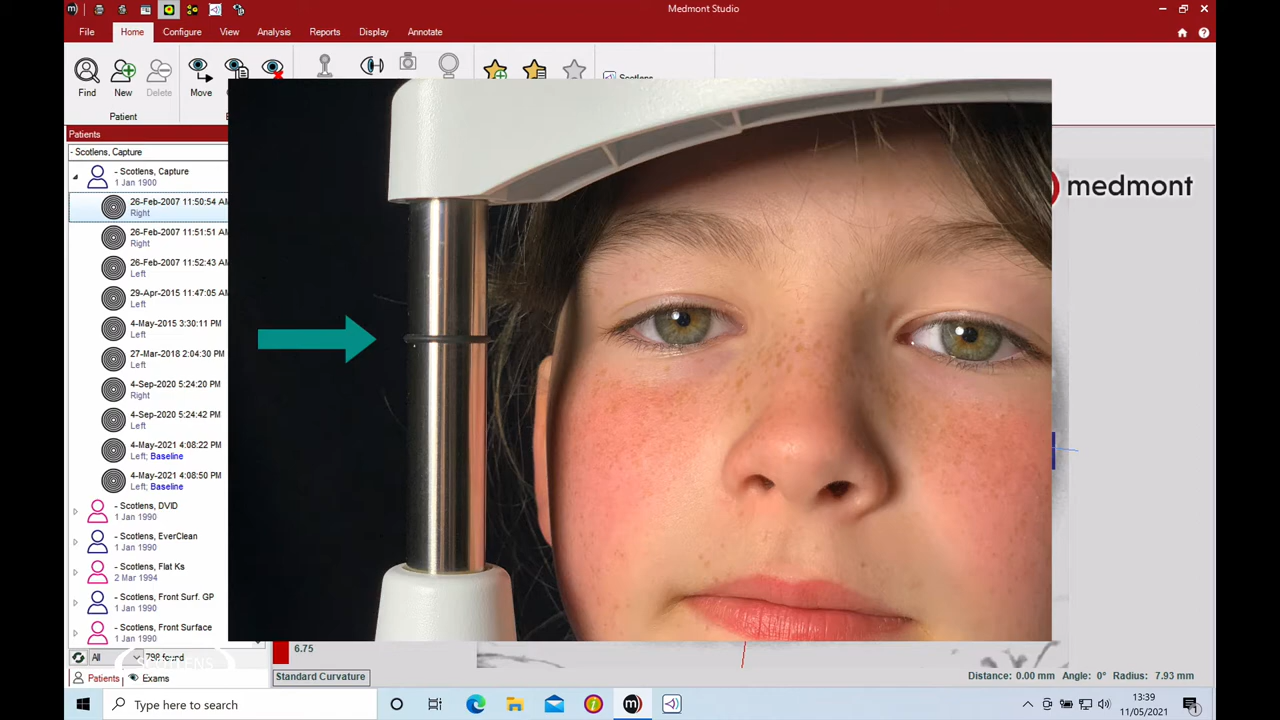 Medmont Studio
File Home Configure View Analysis Reports Display Annotate
Find New Delete Move
Patient
Scotlens
Patients
- Scotlens, Capture
- Scotlens, Capture
1 Jan 1900
26-Feb-2007 11:50:54 AM
Right
26-Feb-2007 11:51:51
Right
26-Feb-2007 11:52:43 AM
Left
29-Apr-2015 11:47:05 AM
Left
4-May-2015 3:30:11 PM
Left
27-Mar-2018 2:04:30 PM
Left
4-Sep-2020 5:24:20 PM
Right
4-Sep-2020 5:24:42 PM
Left
4-May-2021 4:08:22 PM
Left; Baseline
4-May-2021 4:08:50 PM
Left; Baseline
- Scotlens, DVID
1 Jan 1990
- Scotlens, EverClean
1 Jan 1990
- Scotlens, Flat Ks
2 Mar 1994
- Scotlens, Front Surf. GP
1 Jan 1990
- Scotlens, Front Surface
1 Jan 1990
All 798 found
SCOTLENS
Patients Exams
medmont
6.75
Standard Curvature
Distance: 0.00 mm Angle: 0° Radius: 7.93 mm
Type here to search
13:39
11/05/2021
1